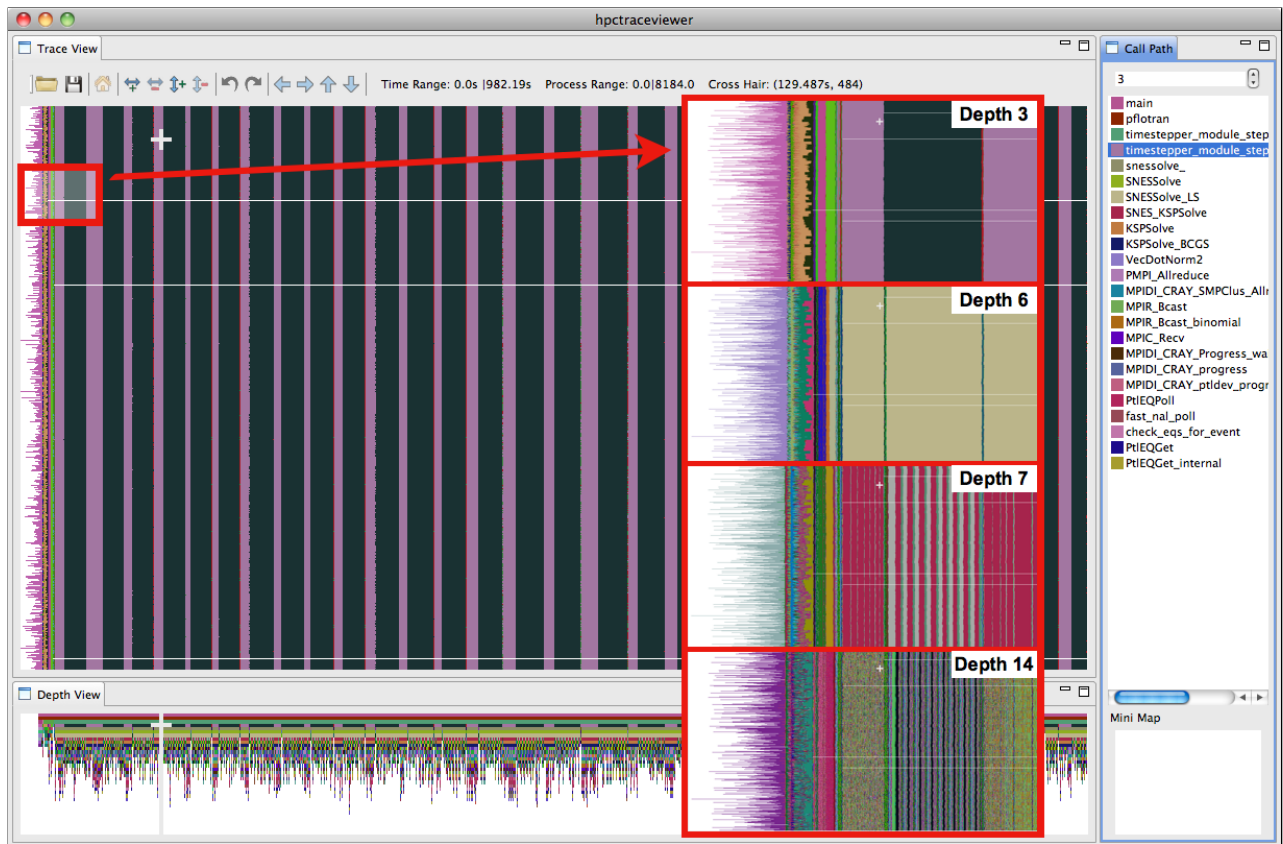 hpctraceviewer
Trace View
Time Range: 0.0s |982.19s Process Range: 0.0|8184.0 Cross Hair: (129.487s, 484)
Depth 3
Depth 6
Depth 7
Depth 14
Depth View
Call Path
3
main
pflotran
timestepper_module_step
timestepper_module_step
snessolve_
SNESSolve
SNESSolve_LS
SNES_KSPSolve
KSPSolve
KSPSolve_BCGS
VecDotNorm2
PMPI_Allreduce
MPIDI_CRAY_SMPClus_Allr
MPIR_Bcast
MPIR_Bcast_binomial
MPIC_Recv
MPIDI_CRAY_Progress_wa
MPIDI_CRAY_progress
MPIDI_CRAY_ptldev_progr
PtlEQPoll
fast_nal_poll
check_eqs_for_event
PtlEQGet
PtlEQGet_internal
Mini Map